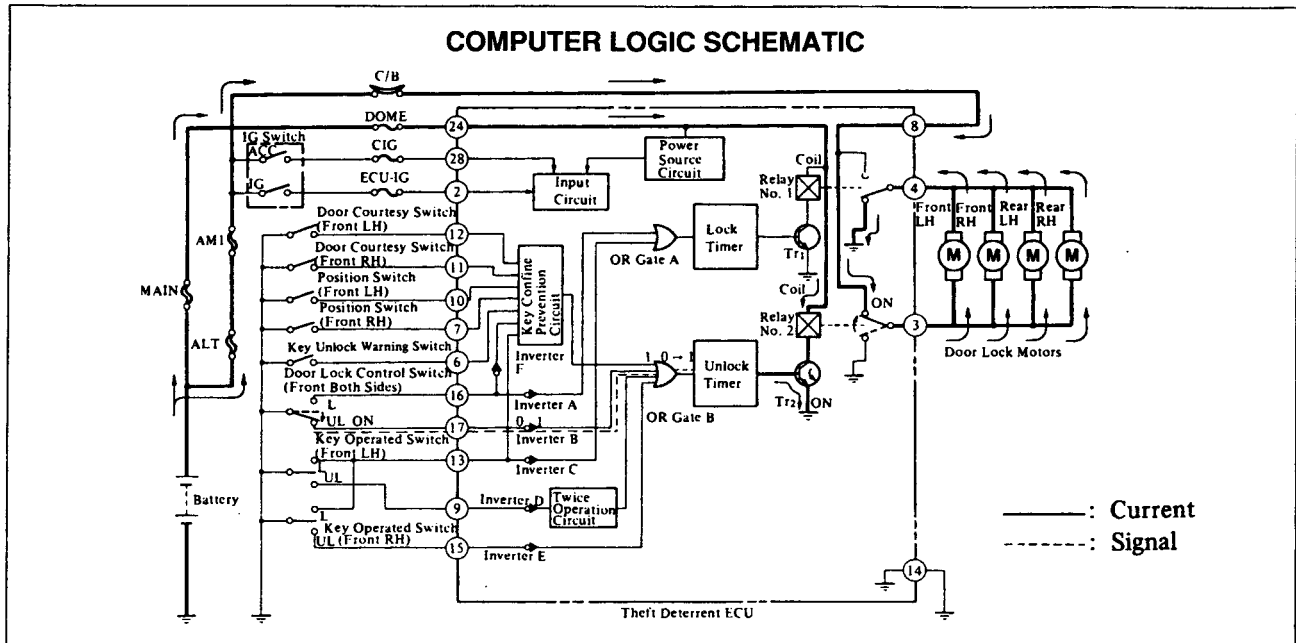 COMPUTER LOGIC SCHEMATIC
C/B
DOME
24
8
IG Switch
ACC
CIG
28
Power
Source
Circuit
Coil
IG
ECU-IG
2
Input
Circuit
Relay
No. 1
4
Door Courtesy Switch
(Front LH)
12
Front
LH
Front
RH
Rear
LH
Rear
RH
AM1
Door Courtesy Switch
(Front RH)
11
OR Gate A
Lock
Timer
Tr1
M
M
M
M
MAIN
Position Switch
(Front LH)
10
Key Confine
Prevention
Circuit
Coil
ON
Position Switch
(Front RH)
7
Relay
No. 2
3
ALT
Key Unlock Warning Switch
6
Inverter
F
1 0 → 1
Unlock
Timer
Door Lock Motors
Door Lock Control Switch
(Front Both Sides)
16
L
Inverter A
OR Gate B
Tr2
ON
UL ON
17
0 1
Inverter B
Key Operated Switch
(Front LH)
13
Inverter C
L
UL
Battery
9
Inverter D
Twice
Operation
Circuit
L
Key Operated Switch
UL (Front RH)
15
Inverter E
: Current
: Signal
14
Theft Deterrent ECU